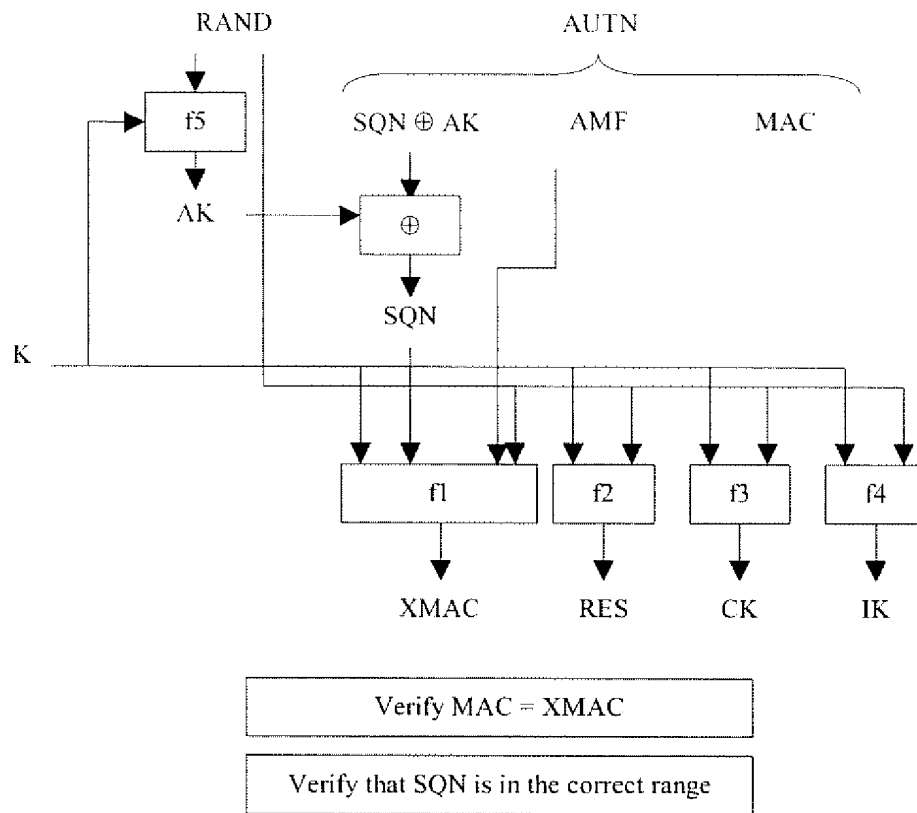 RAND AUTN
f5 SQN ⊕ AK AMF MAC
AK ⊕
SQN
K
f1 f2 f3 f4
XMAC RES CK IK
Verify MAC = XMAC
Verify that SQN is in the correct range